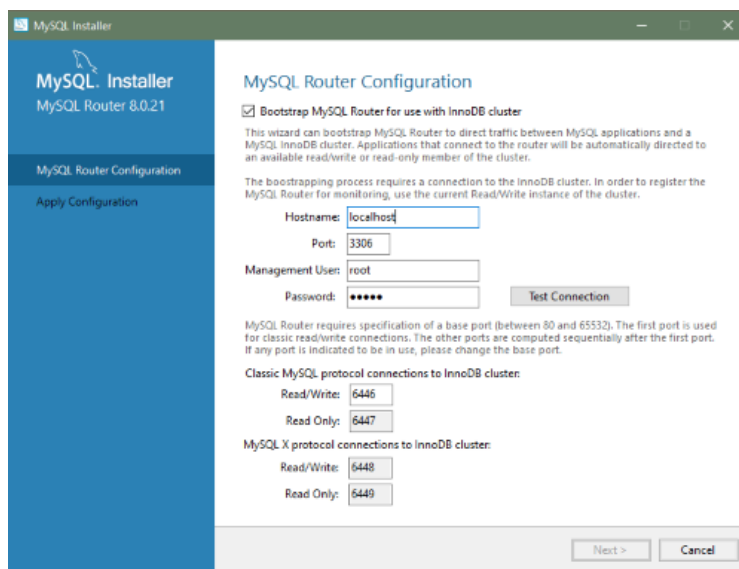 MySQL Installer
MySQL. Installer
MySQL Router 8.0.21
MySQL Router Configuration
Apply Configuration
MySQL Router Configuration
Bootstrap MySQL Router for use with InnoDB cluster
This wizard can bootstrap MySQL Router to direct traffic between MySQL applications and a
MySQL InnoDB cluster. Applications that connect to the router will be automatically directed to
an available read/write or read-only member of the cluster.
The boostrapping process requires a connection to the InnoDB cluster. In order to register the
MySQL Router for monitoring, use the current Read/Write instance of the cluster.
Hostname: localhost
Port: 3306
Management User: root
Password: •••••
Test Connection
MySQL Router requires specification of a base port (between 80 and 65532). The first port is used
for classic read/write connections. The other ports are computed sequentially after the first port.
If any port is indicated to be in use, please change the base port.
Classic MySQL protocol connections to InnoDB cluster:
Read/Write: 6446
Read Only: 6447
MySQL X protocol connections to InnoDB cluster:
Read/Write: 6448
Read Only: 6449
Next >
Cancel